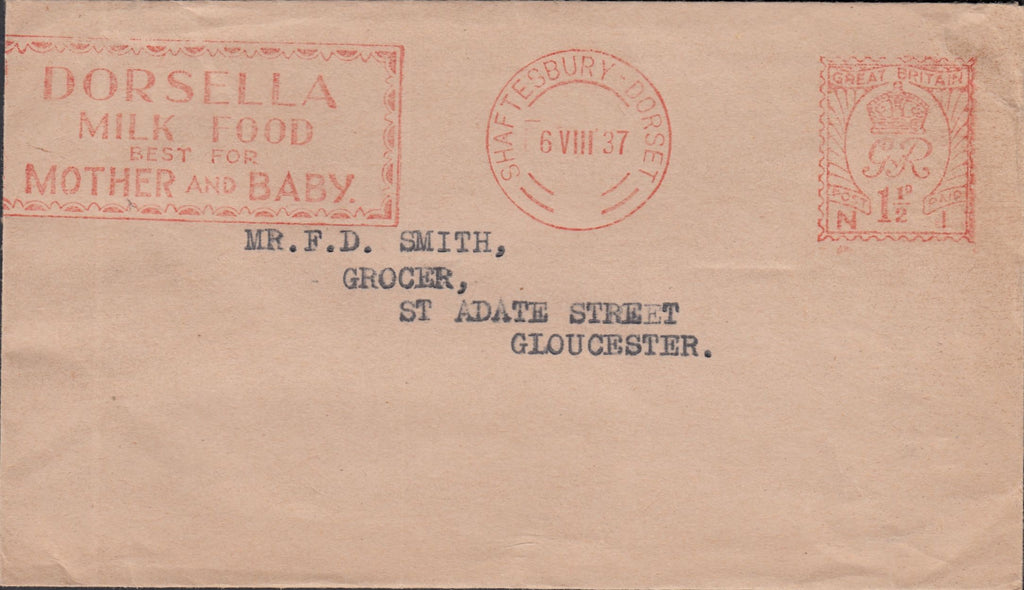 DORSELLA
MILK FOOD
BEST FOR
MOTHER AND BABY.
SHAFTESBURY-DORSET
6 VIII 37
GREAT BRITAIN
GR
POST PAID
1½D
N 1
MR.F.D. SMITH,
GROCER,
ST ADATE STREET
GLOUCESTER.